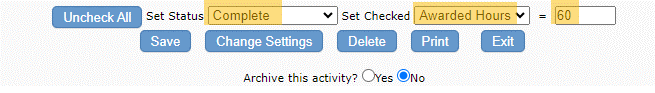 Uncheck All Set Status Complete Set Checked Awarded Hours = 60
Save Change Settings Delete Print Exit
Archive this activity? Yes No